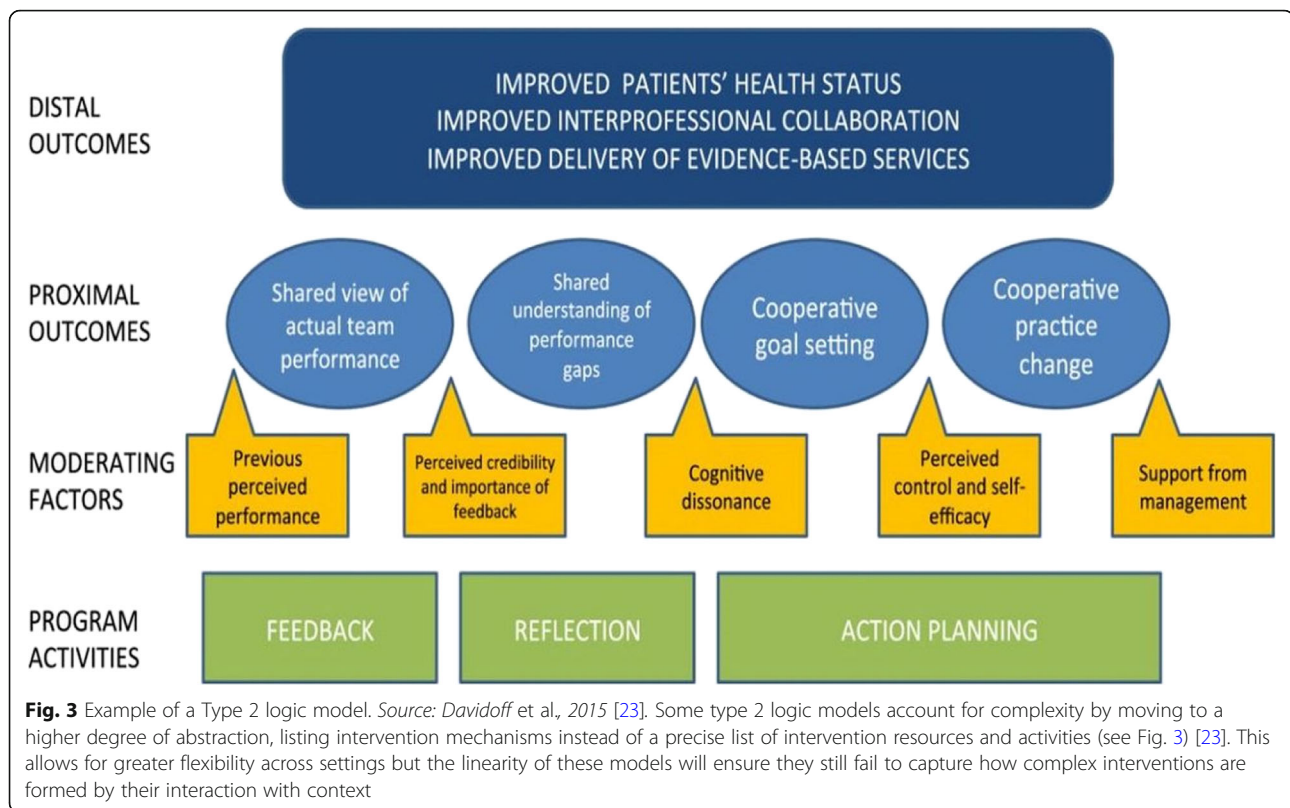 DISTAL
OUTCOMES
IMPROVED PATIENTS' HEALTH STATUS
IMPROVED INTERPROFESSIONAL COLLABORATION
IMPROVED DELIVERY OF EVIDENCE-BASED SERVICES
PROXIMAL
OUTCOMES
Shared view of
actual team
performance
Shared
understanding of
performance
gaps
Cooperative
goal setting
Cooperative
practice
change
MODERATING
FACTORS
Previous
perceived
performance
Perceived credibility
and importance of
feedback
Cognitive
dissonance
Perceived
control and self-
efficacy
Support from
management
PROGRAM
ACTIVITIES
FEEDBACK
REFLECTION
ACTION PLANNING
Fig. 3 Example of a Type 2 logic model. Source: Davidoff et al., 2015 [23]. Some type 2 logic models account for complexity by moving to a
higher degree of abstraction, listing intervention mechanisms instead of a precise list of intervention resources and activities (see Fig. 3) [23]. This
allows for greater flexibility across settings but the linearity of these models will ensure they still fail to capture how complex interventions are
formed by their interaction with context